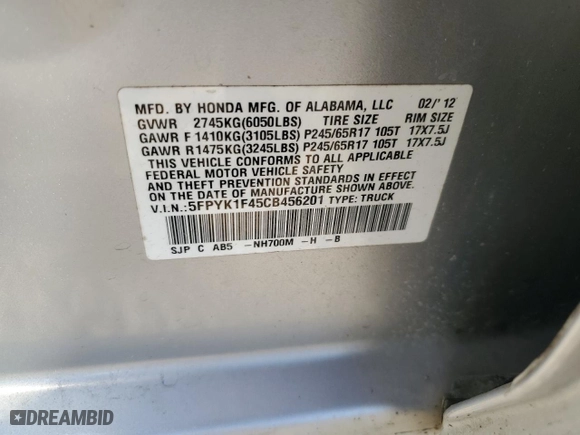 MFD. BY HONDA MFG. OF ALABAMA, LLC 02/'12
GVWR 2745KG(6050LBS) TIRE SIZE RIM SIZE
GAWR F 1410KG(3105LBS) P245/65R17 105T 17X7.5J
GAWR R1475KG(3245LBS) P245/65R17 105T 17X7.5J
THIS VEHICLE CONFORMS TO ALL APPLICABLE
FEDERAL MOTOR VEHICLE SAFETY, BUMPER,
AND THEFT PREVENTION STANDARDS IN EFFECT
ON THE DATE OF MANUFACTURE SHOWN ABOVE.
V.I.N.:5FPYK1F45CB456201 TYPE: TRUCK
SJP C AB5 -NH700M -H -B
DREAMBID